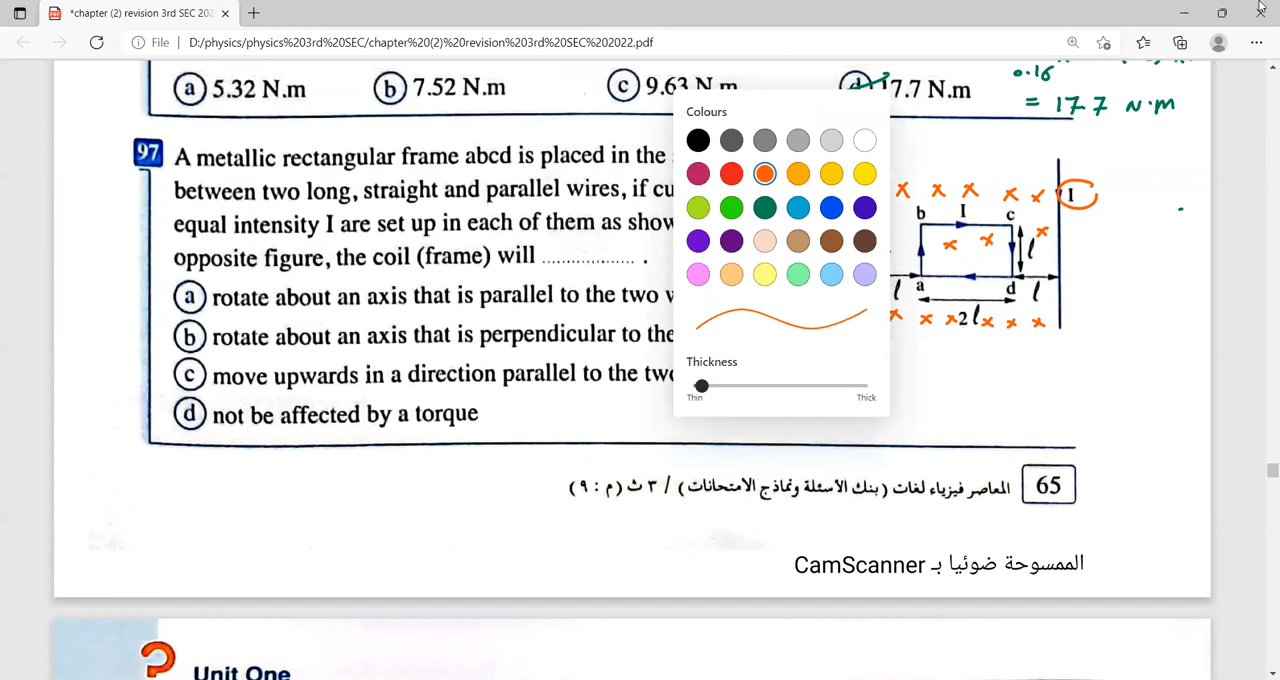 *chapter (2) revision 3rd SEC 202
File | D:/physics/physics%203rd%20SEC/chapter%20(2)%20revision%203rd%20SEC%202022.pdf
a 5.32 N.m b 7.52 N.m c 9.63 N.m d 17.7 N.m
0.16
= 17.7 N.m
97 A metallic rectangular frame abcd is placed in the
between two long, straight and parallel wires, if cu
equal intensity I are set up in each of them as show
opposite figure, the coil (frame) will .................. .
a rotate about an axis that is parallel to the two w
b rotate about an axis that is perpendicular to the
c move upwards in a direction parallel to the two
d not be affected by a torque
x x x x x I
b I c
x x x l
l a d l
x x x 2l x x x
Colours
Thickness
Thin Thick
المعاصر فيزياء لغات (بنك الأسئلة ونماذج الامتحانات) / ٣ ث (م : ٩) 65
الممسوحة ضوئيا بـ CamScanner
? Unit One